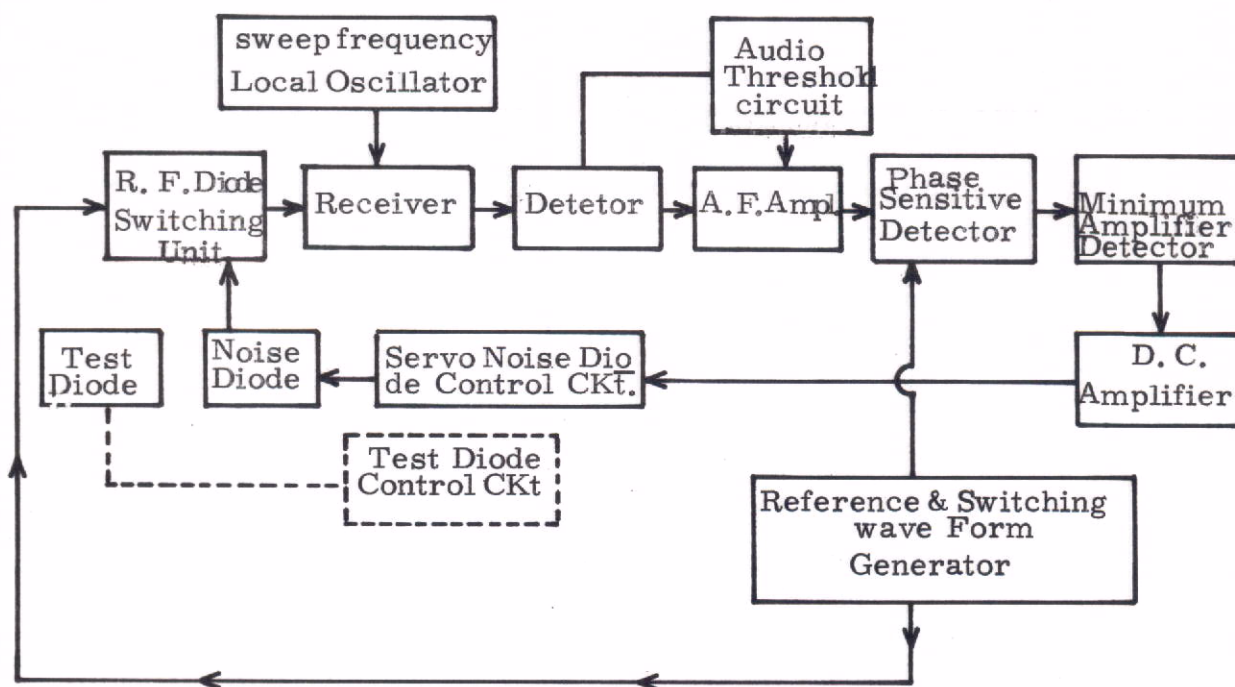 sweep frequency
Local Oscillator
Audio
Threshold
circuit
R. F. Diode
Switching
Unit
Receiver
Detetor
A. F. Ampl.
Phase
Sensitive
Detector
Minimum
Amplifier
Detector
Test
Diode
Noise
Diode
Servo Noise Dio
de Control CKt.
D. C.
Amplifier
Test Diode
Control CKt
Reference & Switching
wave Form
Generator